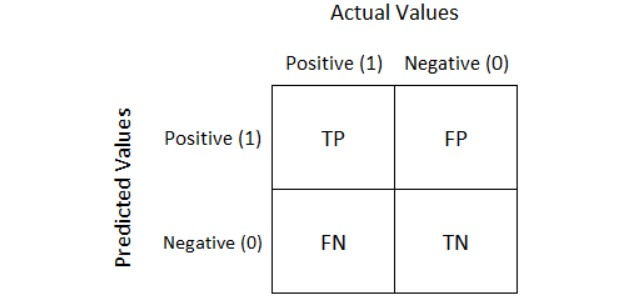 Actual Values
Positive (1) Negative (0)
Predicted Values
Positive (1) TP FP
Negative (0) FN TN